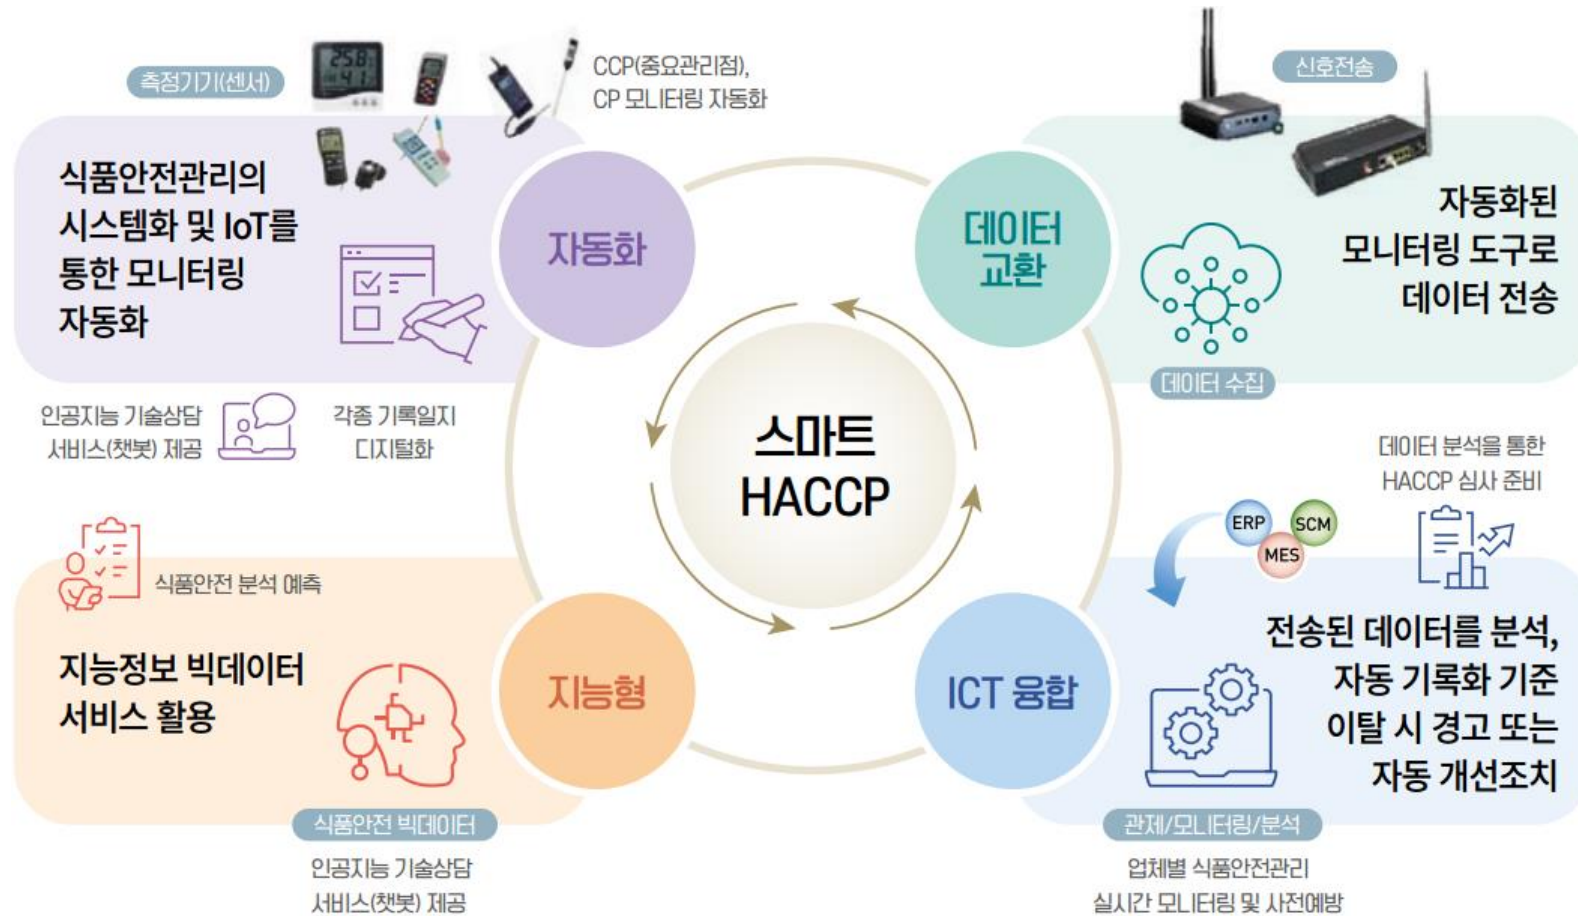 측정기기(센서)
25.8
41
CCP(중요관리점),
CP 모니터링 자동화
식품안전관리의
시스템화 및 IoT를
통한 모니터링
자동화
자동화
인공지능 기술상담
서비스(챗봇) 제공
각종 기록일지
디지털화
신호전송
데이터
교환
자동화된
모니터링 도구로
데이터 전송
데이터 수집
스마트
HACCP
식품안전 분석 예측
지능정보 빅데이터
서비스 활용
지능형
식품안전 빅데이터
인공지능 기술상담
서비스(챗봇) 제공
데이터 분석을 통한
HACCP 심사 준비
ERP
SCM
MES
ICT 융합
전송된 데이터를 분석,
자동 기록화 기준
이탈 시 경고 또는
자동 개선조치
관제/모니터링/분석
업체별 식품안전관리
실시간 모니터링 및 사전예방